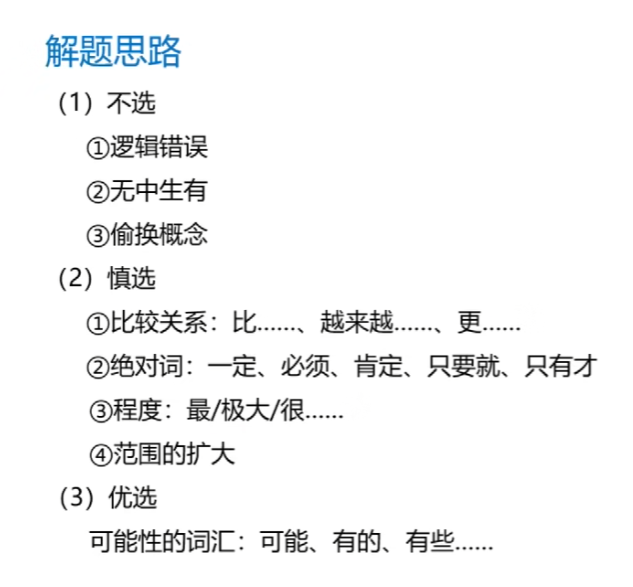 解题思路
（1）不选
①逻辑错误
②无中生有
③偷换概念
（2）慎选
①比较关系：比……、越来越……、更……
②绝对词：一定、必须、肯定、只要就、只有才
③程度：最/极大/很……
④范围的扩大
（3）优选
可能性的词汇：可能、有的、有些……